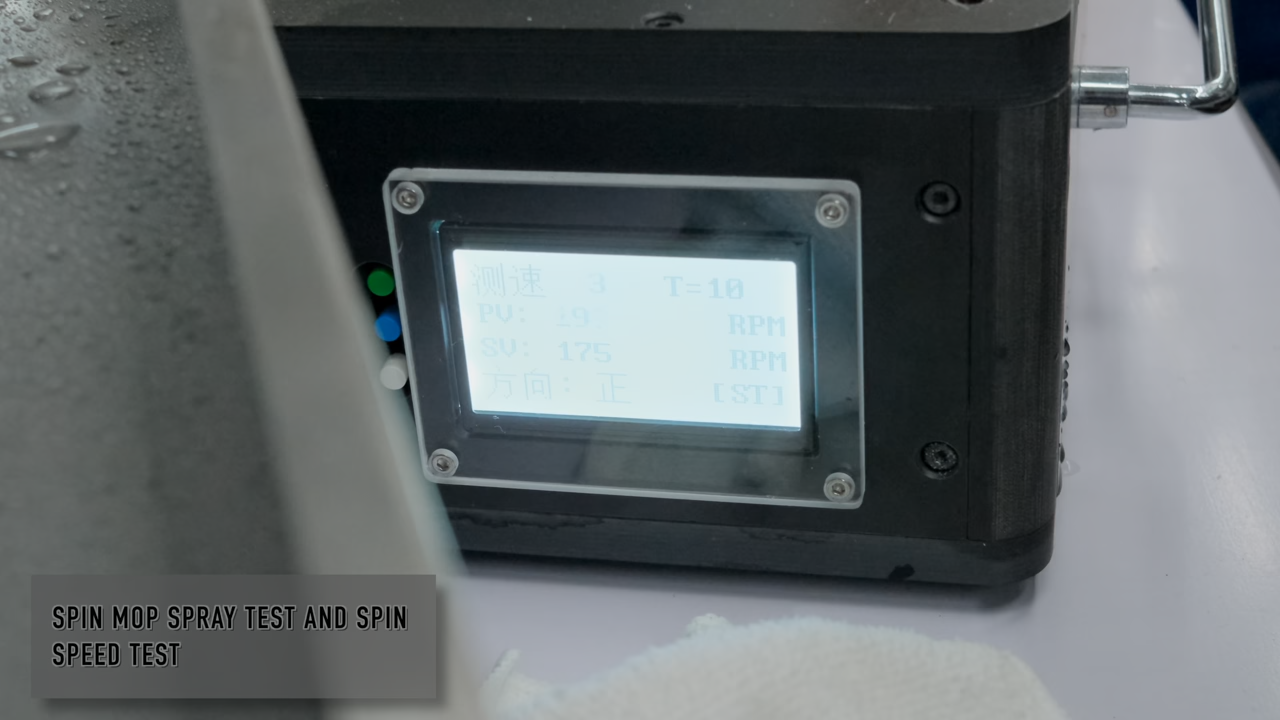 测速 3 T=10
PV: 19 RPM
SV: 175 RPM
方向: 正 [ST]
SPIN MOP SPRAY TEST AND SPIN
SPEED TEST